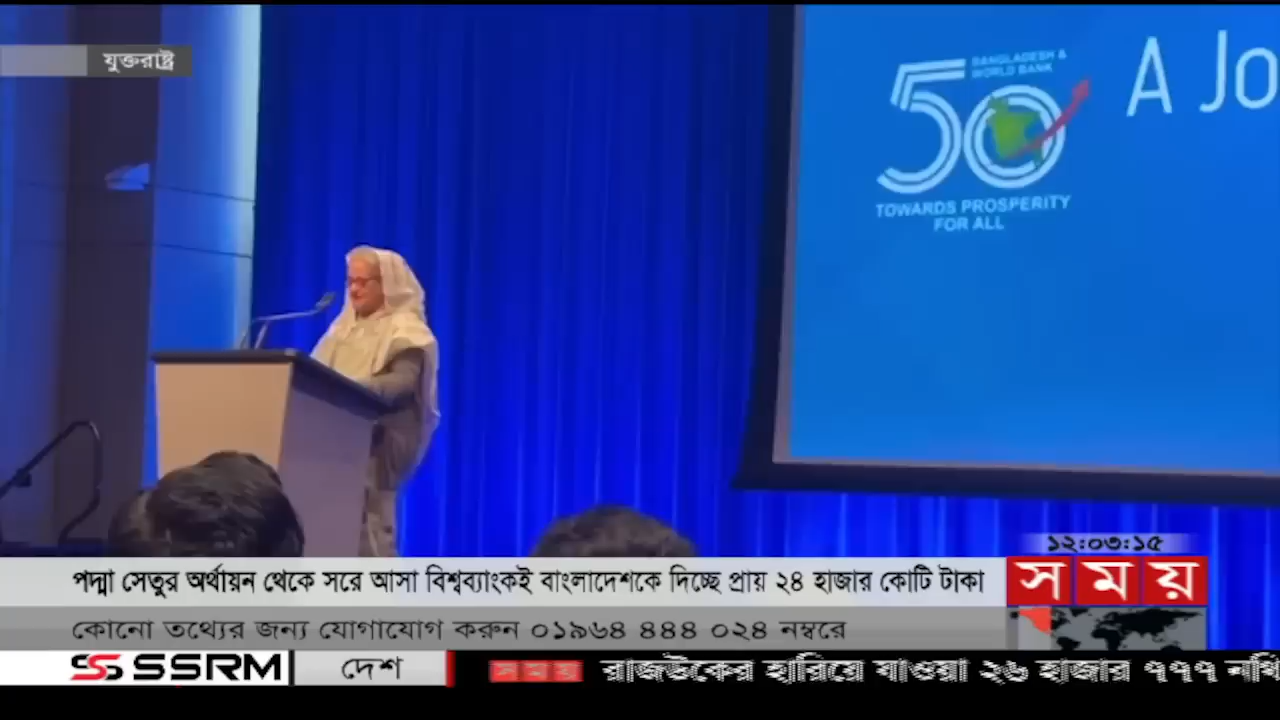 যুক্তরাষ্ট্র
50
BANGLADESH &
WORLD BANK
TOWARDS PROSPERITY
FOR ALL
A Jo
১২:০৩:১৫
পদ্মা সেতুর অর্থায়ন থেকে সরে আসা বিশ্বব্যাংকই বাংলাদেশকে দিচ্ছে প্রায় ২৪ হাজার কোটি টাকা
সময়
কোনো তথ্যের জন্য যোগাযোগ করুন ০১৯৬৪ ৪৪৪ ০২৪ নম্বরে
SSRM
দেশ
সময়
রাজউকের হারিয়ে যাওয়া ২৬ হাজার ৭৭৭ নথি